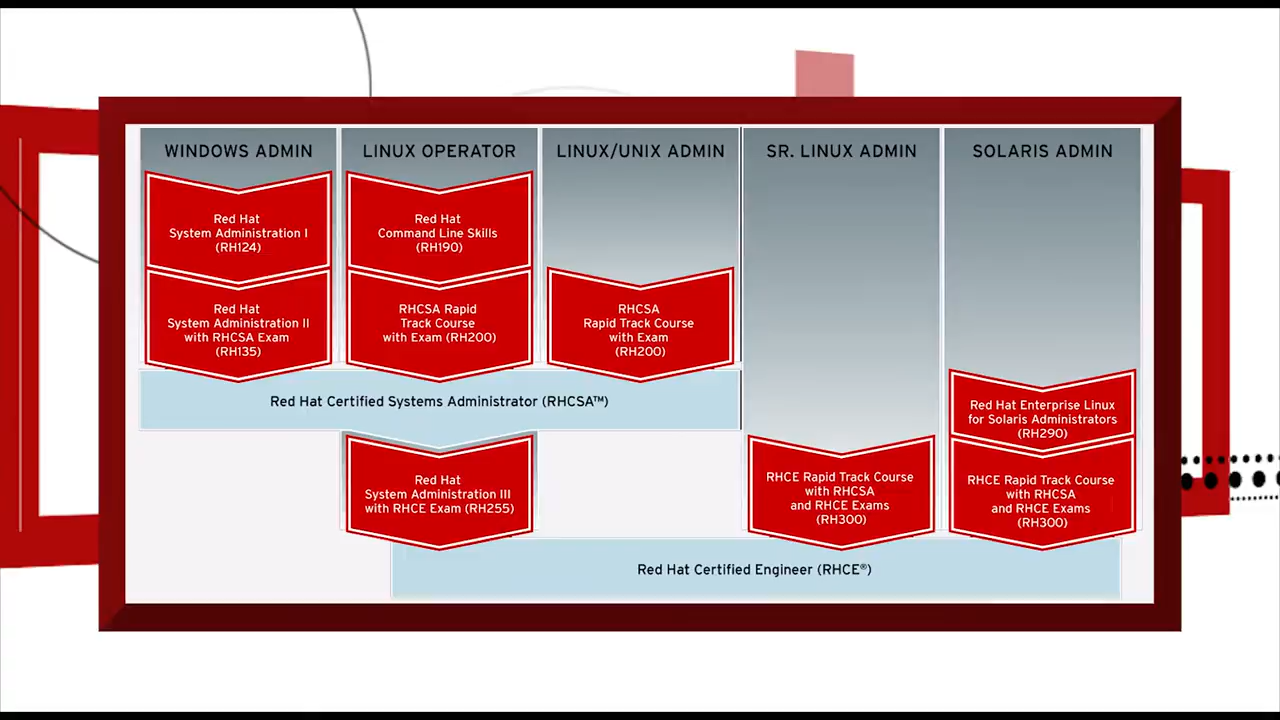 WINDOWS ADMIN
LINUX OPERATOR
LINUX/UNIX ADMIN
SR. LINUX ADMIN
SOLARIS ADMIN
Red Hat
System Administration I
(RH124)
Red Hat
Command Line Skills
(RH190)
Red Hat
System Administration II
with RHCSA Exam
(RH135)
RHCSA Rapid
Track Course
with Exam (RH200)
RHCSA
Rapid Track Course
with Exam
(RH200)
Red Hat Certified Systems Administrator (RHCSA™)
Red Hat Enterprise Linux
for Solaris Administrators
(RH290)
Red Hat
System Administration III
with RHCE Exam (RH255)
RHCE Rapid Track Course
with RHCSA
and RHCE Exams
(RH300)
RHCE Rapid Track Course
with RHCSA
and RHCE Exams
(RH300)
Red Hat Certified Engineer (RHCE®)